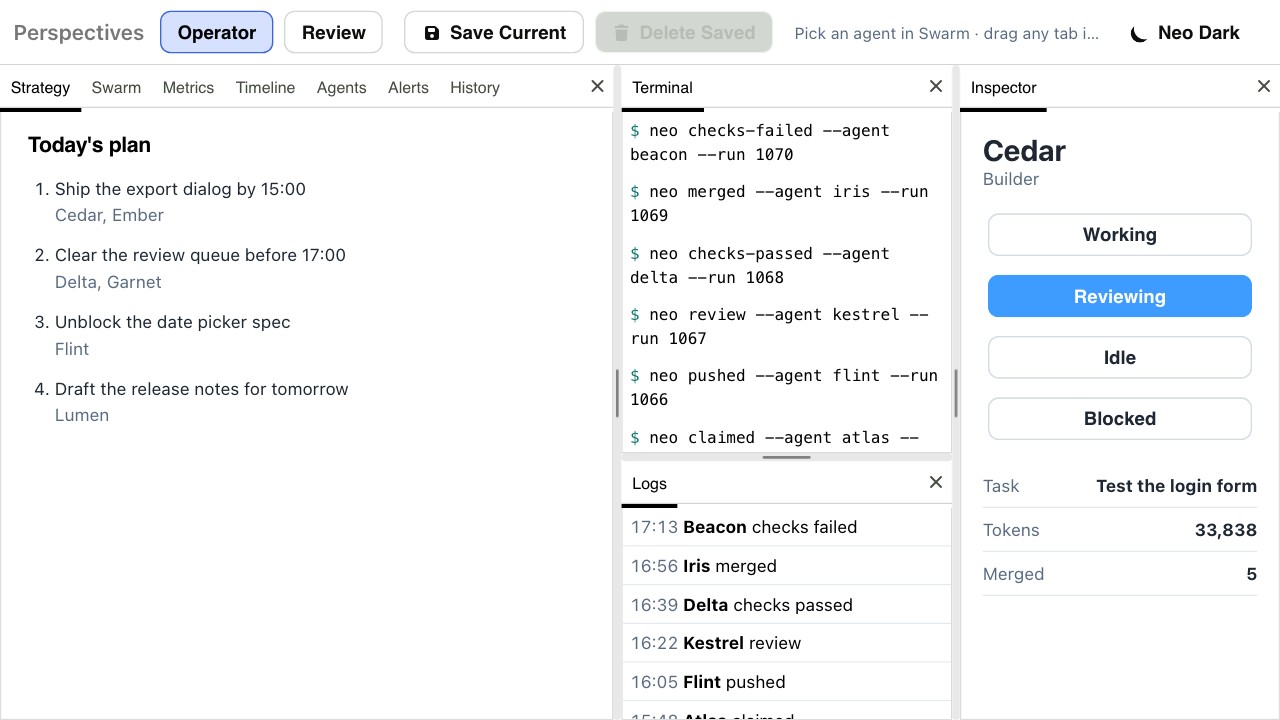 Perspectives
Operator
Review
Save Current
Delete Saved
Pick an agent in Swarm · drag any tab i...
Neo Dark
Strategy
Swarm
Metrics
Timeline
Agents
Alerts
History
Today's plan
1. Ship the export dialog by 15:00
Cedar, Ember
2. Clear the review queue before 17:00
Delta, Garnet
3. Unblock the date picker spec
Flint
4. Draft the release notes for tomorrow
Lumen
Terminal
$ neo checks-failed --agent
beacon --run 1070
$ neo merged --agent iris --run
1069
$ neo checks-passed --agent
delta --run 1068
$ neo review --agent kestrel --
run 1067
$ neo pushed --agent flint --run
1066
$ neo claimed --agent atlas --
Logs
17:13 Beacon checks failed
16:56 Iris merged
16:39 Delta checks passed
16:22 Kestrel review
16:05 Flint pushed
15:48 Atlas claimed
Inspector
Cedar
Builder
Working
Reviewing
Idle
Blocked
Task Test the login form
Tokens 33,838
Merged 5